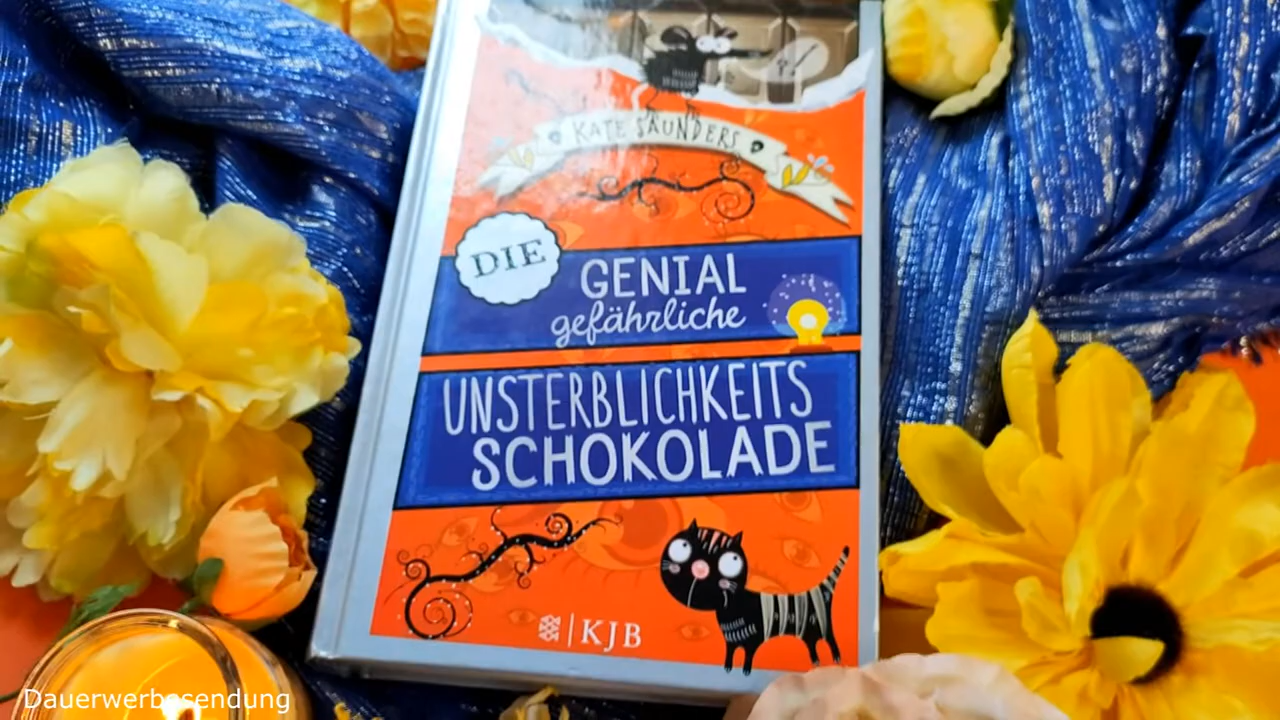 KATE SAUNDERS
DIE
GENIAL
gefährliche
UNSTERBLICHKEITS
SCHOKOLADE
KJB
Dauerwerbesendung